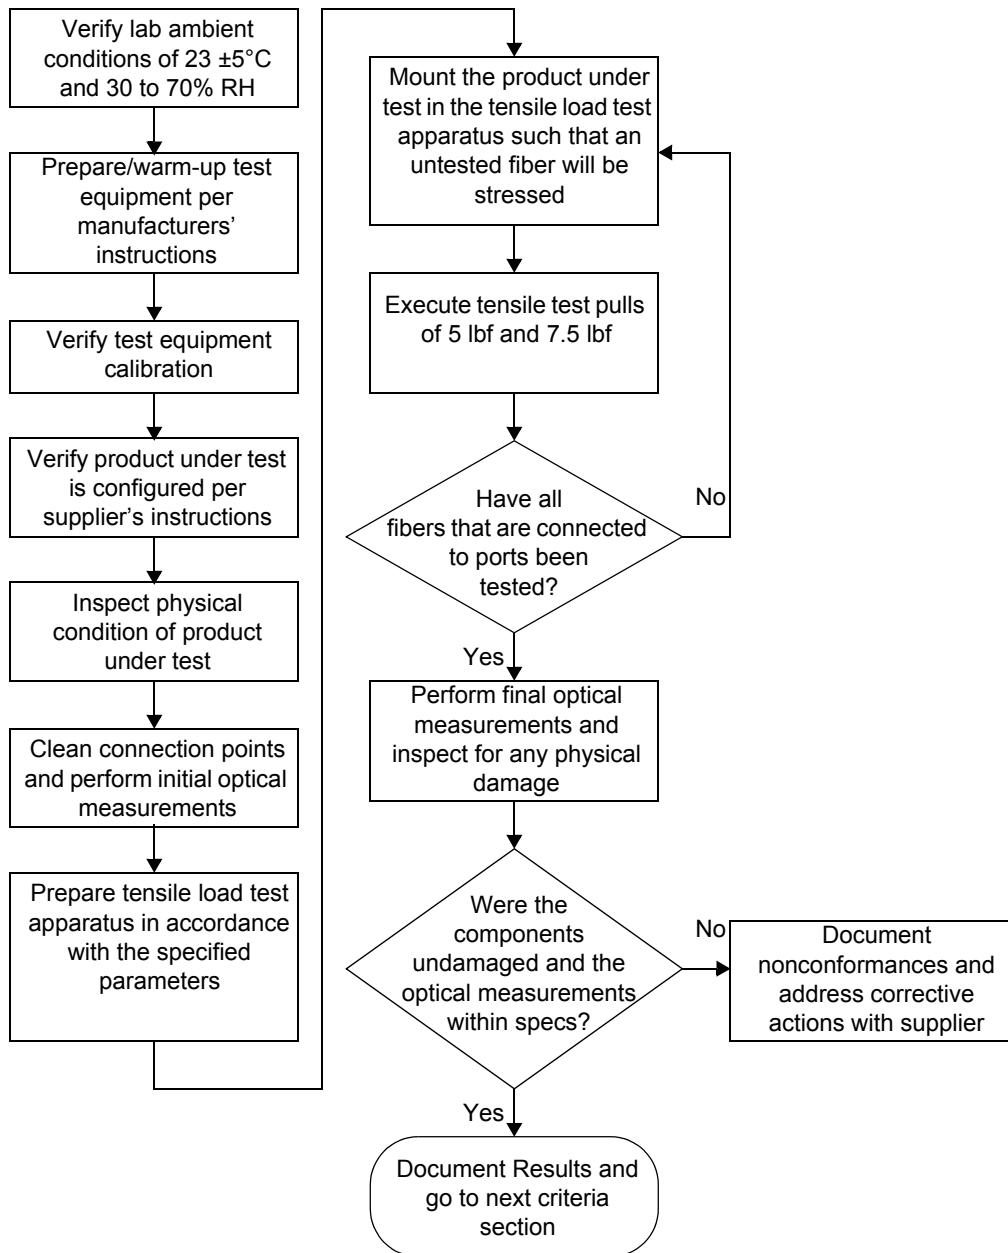 Verify lab ambient
conditions of 23 ±5°C
and 30 to 70% RH
Prepare/warm-up test
equipment per
manufacturers’
instructions
Verify test equipment
calibration
Verify product under test
is configured per
supplier’s instructions
Inspect physical
condition of product
under test
Clean connection points
and perform initial optical
measurements
Prepare tensile load test
apparatus in accordance
with the specified
parameters
Mount the product under
test in the tensile load test
apparatus such that an
untested fiber will be
stressed
Execute tensile test pulls
of 5 lbf and 7.5 lbf
Have all
fibers that are connected
to ports been
tested?
No
Yes
Perform final optical
measurements and
inspect for any physical
damage
Were the
components
undamaged and the
optical measurements
within specs?
No
Document
nonconformances and
address corrective
actions with supplier
Yes
Document Results and
go to next criteria
section